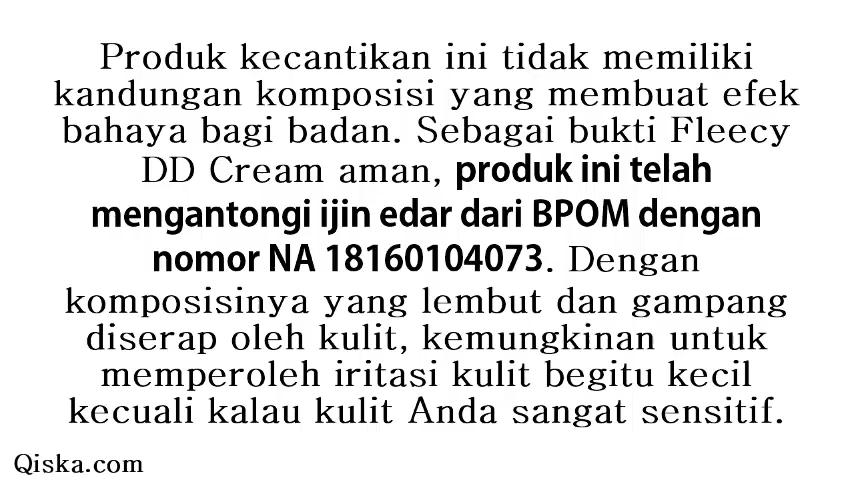 Produk kecantikan ini tidak memiliki
kandungan komposisi yang membuat efek
bahaya bagi badan. Sebagai bukti Fleecy
DD Cream aman, produk ini telah
mengantongi ijin edar dari BPOM dengan
nomor NA 18160104073. Dengan
komposisinya yang lembut dan gampang
diserap oleh kulit, kemungkinan untuk
memperoleh iritasi kulit begitu kecil
kecuali kalau kulit Anda sangat sensitif.
Qiska.com